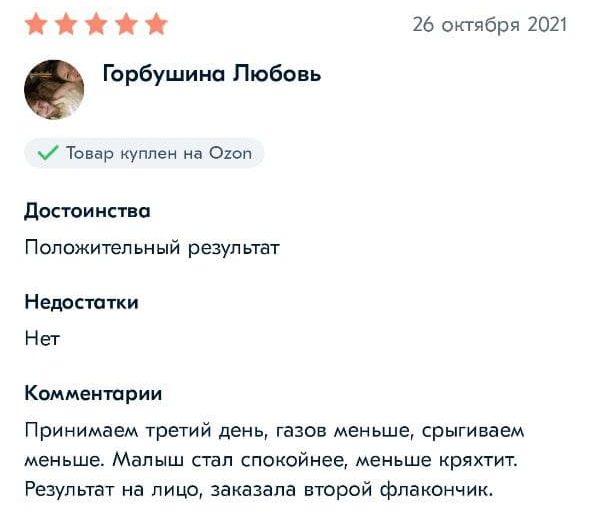 26 октября 2021
Горбушина Любовь
Товар куплен на Ozon
Достоинства
Положительный результат
Недостатки
Нет
Комментарии
Принимаем третий день, газов меньше, срыгиваем
меньше. Малыш стал спокойнее, меньше кряхтит.
Результат на лицо, заказала второй флакончик.